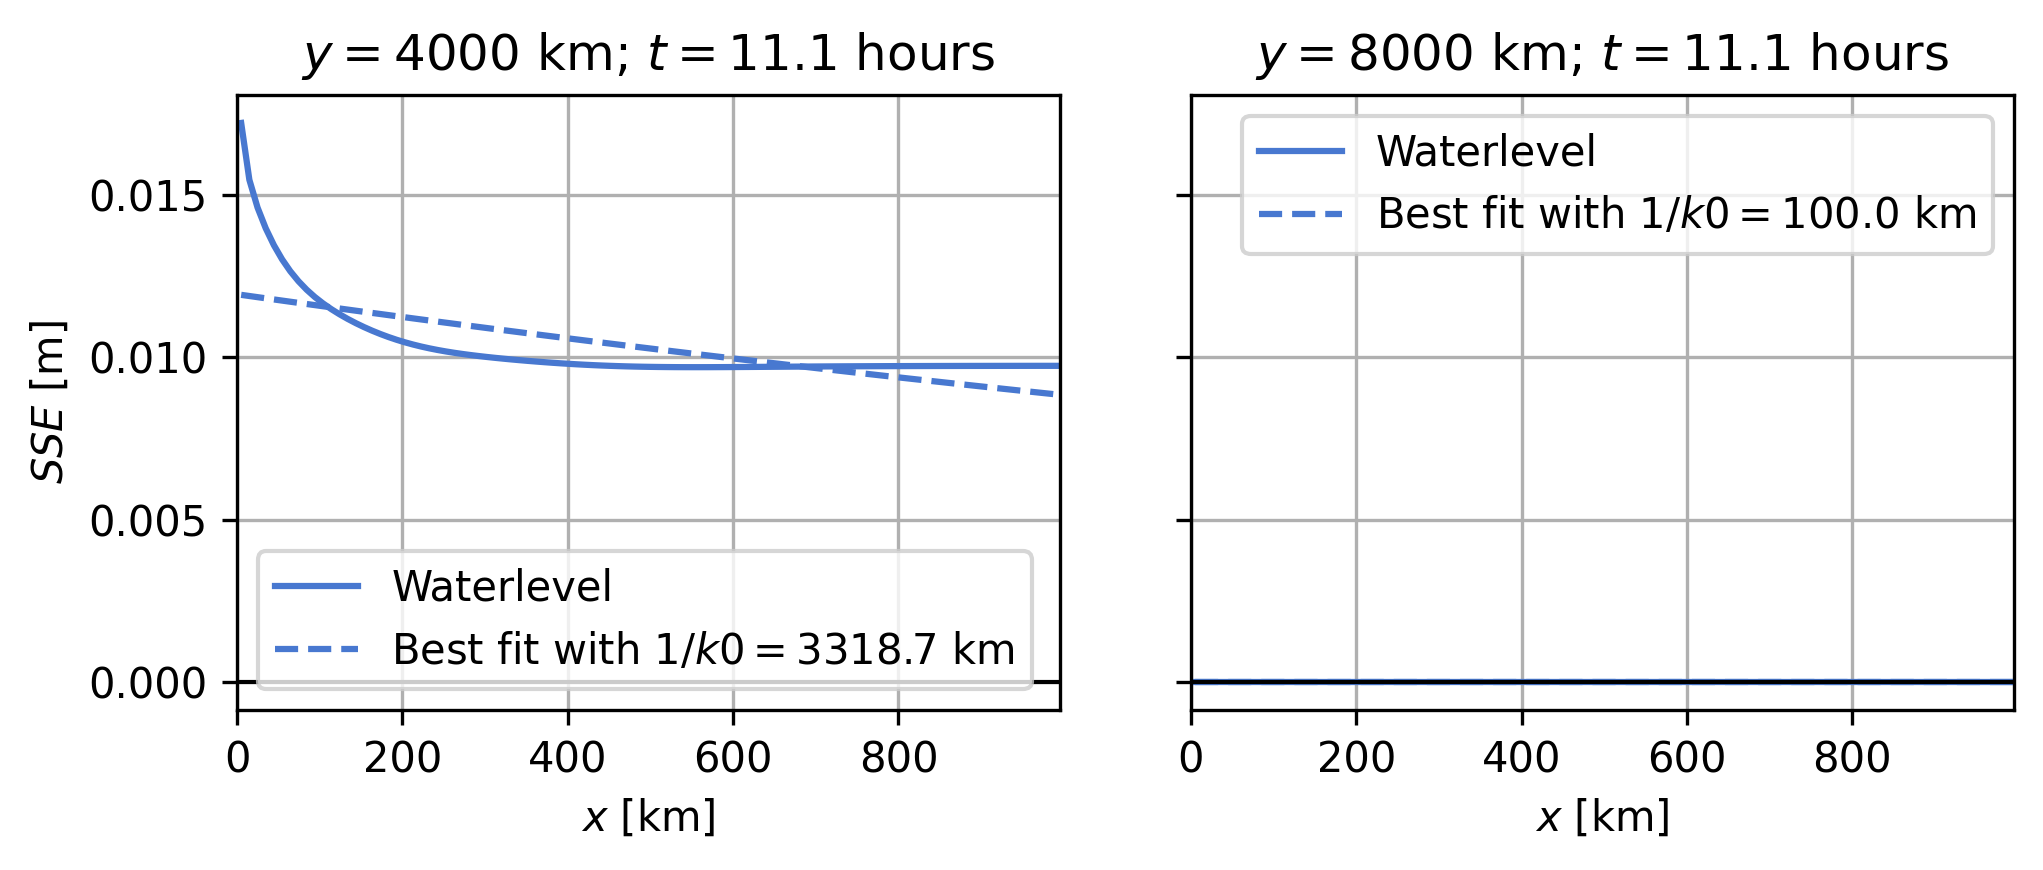 y = 4000 km; t = 11.1 hours
SSE [m]
0.015
0.010
0.005
0.000
Waterlevel
Best fit with 1/k0 = 3318.7 km
0 200 400 600 800
x [km]
y = 8000 km; t = 11.1 hours
Waterlevel
Best fit with 1/k0 = 100.0 km
0 200 400 600 800
x [km]